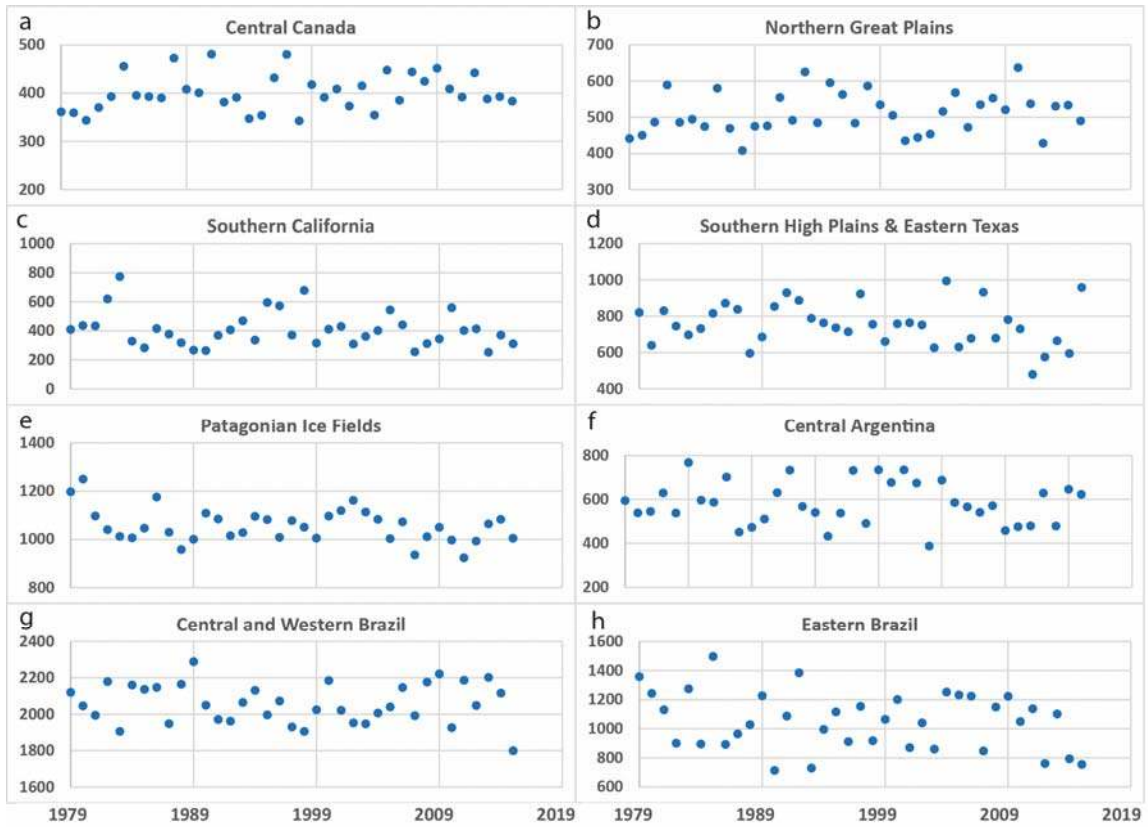 a
Central Canada
500
400
300
200
b
Northern Great Plains
700
600
500
400
300
c
Southern California
1000
800
600
400
200
0
d
Southern High Plains & Eastern Texas
1200
1000
800
600
400
e
Patagonian Ice Fields
1400
1200
1000
800
f
Central Argentina
800
600
400
200
g
Central and Western Brazil
2400
2200
2000
1800
1600
h
Eastern Brazil
1600
1400
1200
1000
800
600
1979 1989 1999 2009 2019
1979 1989 1999 2009 2019